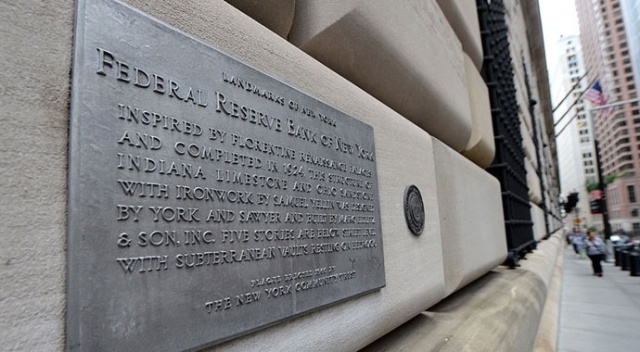 LANDMARKS OF NEW YORK
FEDERAL RESERVE BANK OF NEW YORK
INSPIRED BY FLORENTINE RENAISSANCE PALACES
AND COMPLETED IN 1924 THIS STRUCTURE OF
INDIANA LIMESTONE AND OHIO SANDSTONE
WITH IRONWORK BY SAMUEL YELLIN WAS DESIGNED
BY YORK AND SAWYER AND BUILT BY MARC EIDLITZ
& SON, INC. FIVE STORIES ARE BELOW STREET LEVEL
WITH SUBTERRANEAN VAULTS RESTING ON BEDROCK.
PLAQUE ERECTED BY
THE NEW YORK COMMUNITY TRUST